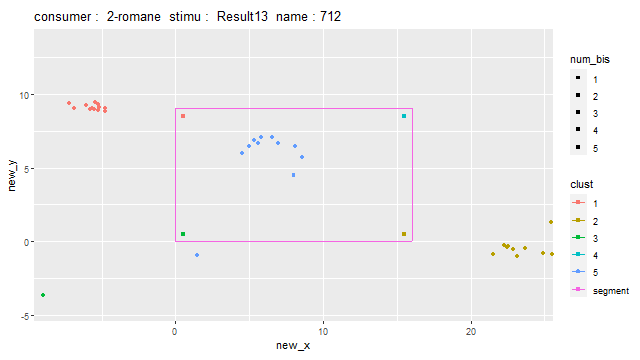 consumer :  2-romane  stimu :  Result13  name : 712
10
5
0
-5
new_y
0
10
20
new_x
num_bis
1
2
3
4
5
clust
1
2
3
4
5
segment